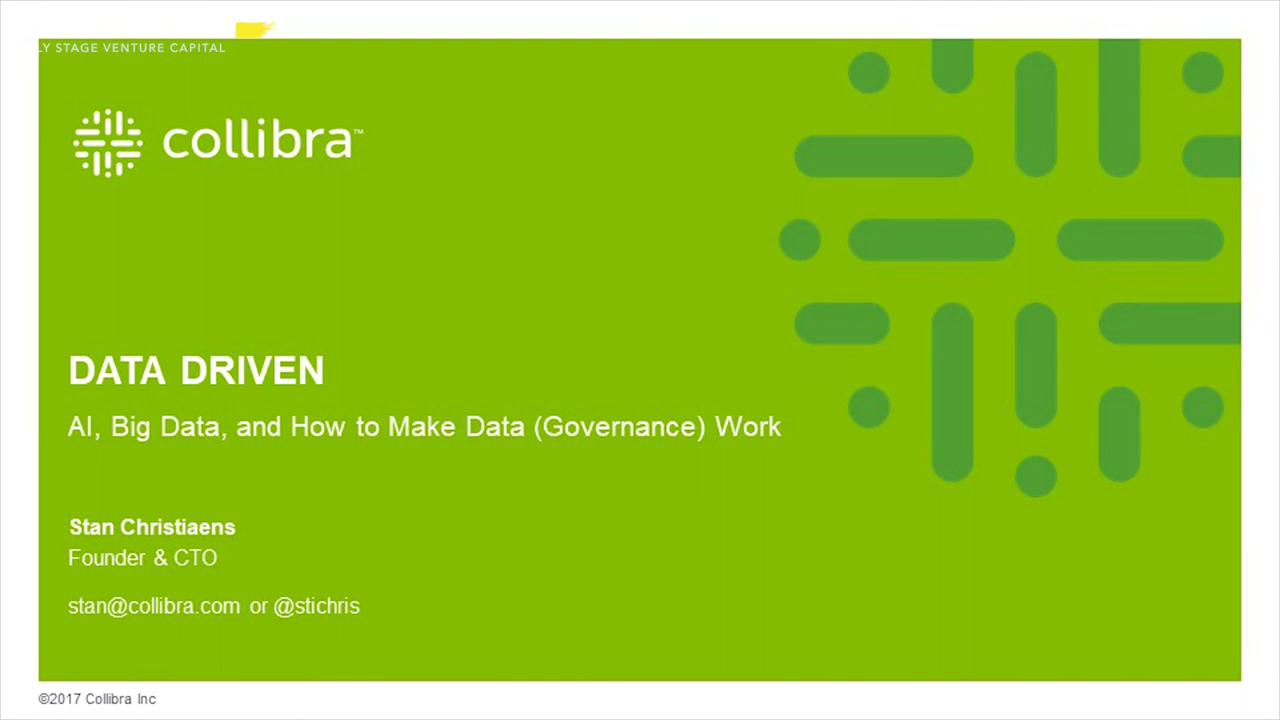 LY STAGE VENTURE CAPITAL
collibra™
DATA DRIVEN
AI, Big Data, and How to Make Data (Governance) Work
Stan Christiaens
Founder & CTO
stan@collibra.com or @stichris
©2017 Collibra Inc